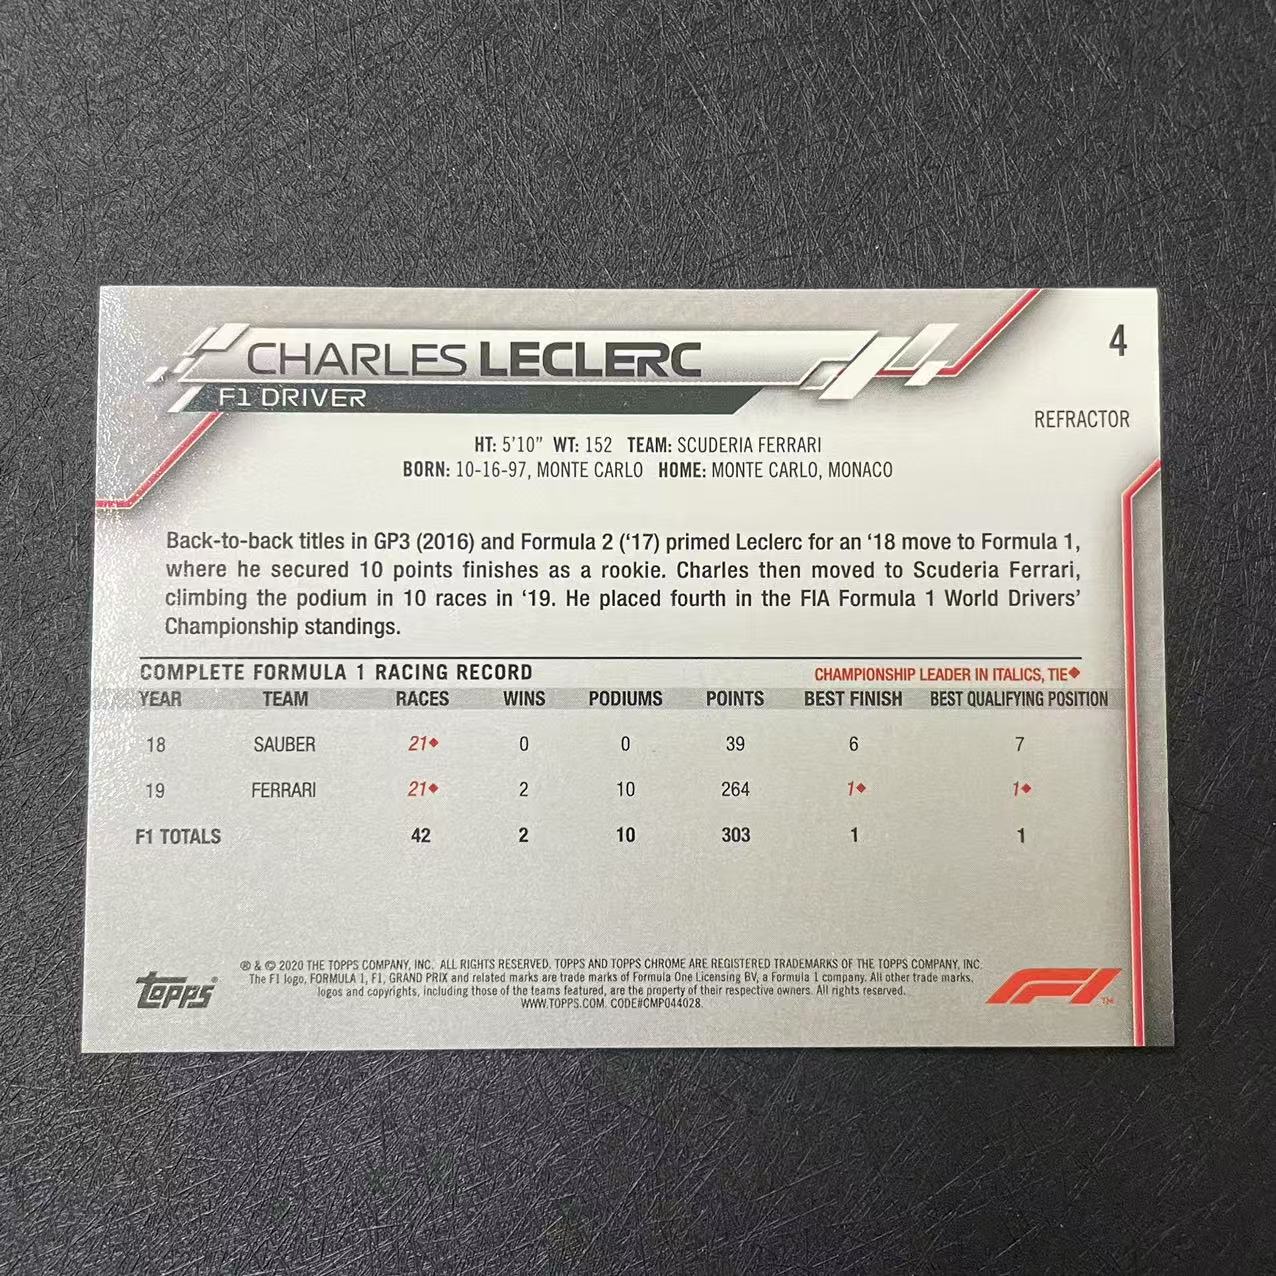 CHARLES LECLERC
4
F1 DRIVER
REFRACTOR
HT: 5'10" WT: 152 TEAM: SCUDERIA FERRARI
BORN: 10-16-97, MONTE CARLO HOME: MONTE CARLO, MONACO
Back-to-back titles in GP3 (2016) and Formula 2 (‘17) primed Leclerc for an ‘18 move to Formula 1,
where he secured 10 points finishes as a rookie. Charles then moved to Scuderia Ferrari,
climbing the podium in 10 races in ‘19. He placed fourth in the FIA Formula 1 World Drivers’
Championship standings.
COMPLETE FORMULA 1 RACING RECORD CHAMPIONSHIP LEADER IN ITALICS, TIE◆
YEAR TEAM RACES WINS PODIUMS POINTS BEST FINISH BEST QUALIFYING POSITION
18 SAUBER 21◆ 0 0 39 6 7
19 FERRARI 21◆ 2 10 264 1◆ 1◆
F1 TOTALS 42 2 10 303 1 1
® & © 2020 THE TOPPS COMPANY, INC. ALL RIGHTS RESERVED. TOPPS AND TOPPS CHROME ARE REGISTERED TRADEMARKS OF THE TOPPS COMPANY, INC.
The F1 logo, FORMULA 1, F1, GRAND PRIX and related marks are trade marks of Formula One Licensing BV, a Formula 1 company. All other trade marks,
logos and copyrights, including those of the teams featured, are the property of their respective owners. All rights reserved.
WWW.TOPPS.COM. CODE#CMP044028.
Topps®
F1™